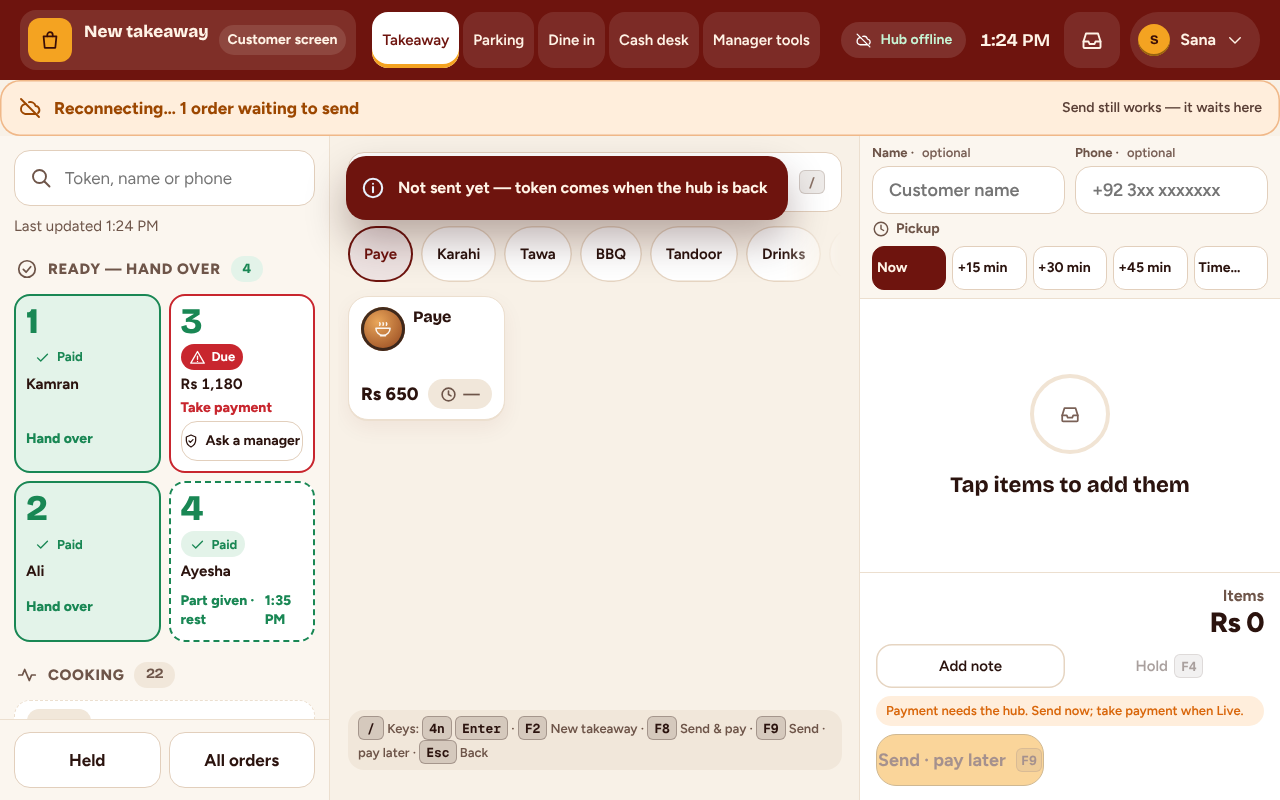 New takeaway
Customer screen
Takeaway
Parking
Dine in
Cash desk
Manager tools
Hub offline
1:24 PM
S
Sana
Reconnecting... 1 order waiting to send
Send still works — it waits here
Token, name or phone
Last updated 1:24 PM
READY — HAND OVER 4
1
Paid
Kamran
Hand over
3
Due
Rs 1,180
Take payment
Ask a manager
2
Paid
Ali
Hand over
4
Paid
Ayesha
Part given · rest
1:35 PM
COOKING 22
Held
All orders
Not sent yet — token comes when the hub is back
/
Paye
Karahi
Tawa
BBQ
Tandoor
Drinks
Paye
Rs 650
—
/ Keys: 4n Enter · F2 New takeaway · F8 Send & pay · F9 Send ·
pay later · Esc Back
Name · optional
Phone · optional
Customer name
+92 3xx xxxxxxx
Pickup
Now
+15 min
+30 min
+45 min
Time...
Tap items to add them
Items
Rs 0
Add note
Hold F4
Payment needs the hub. Send now; take payment when Live.
Send · pay later F9